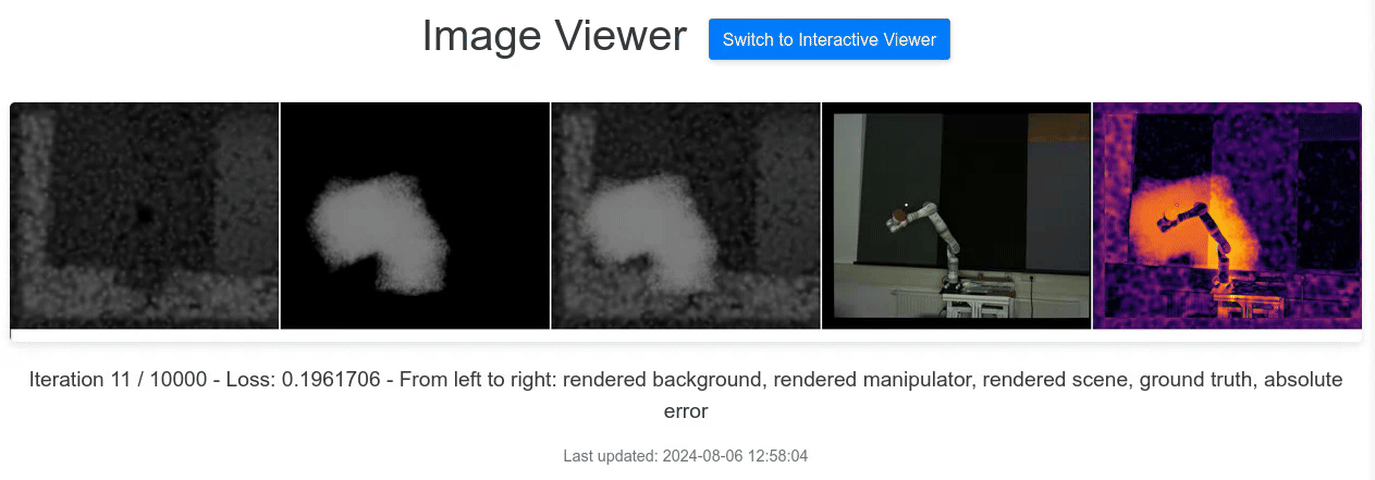 Image Viewer Switch to Interactive Viewer
Iteration 11 / 10000 - Loss: 0.1961706 - From left to right: rendered background, rendered manipulator, rendered scene, ground truth, absolute
error
Last updated: 2024-08-06 12:58:04